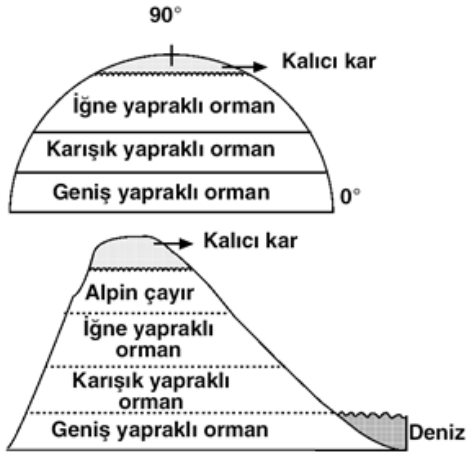 90°
Kalıcı kar
İğne yapraklı orman
Karışık yapraklı orman
Geniş yapraklı orman
0°
Kalıcı kar
Alpin çayır
İğne yapraklı
orman
Karışık yapraklı
orman
Geniş yapraklı orman
Deniz